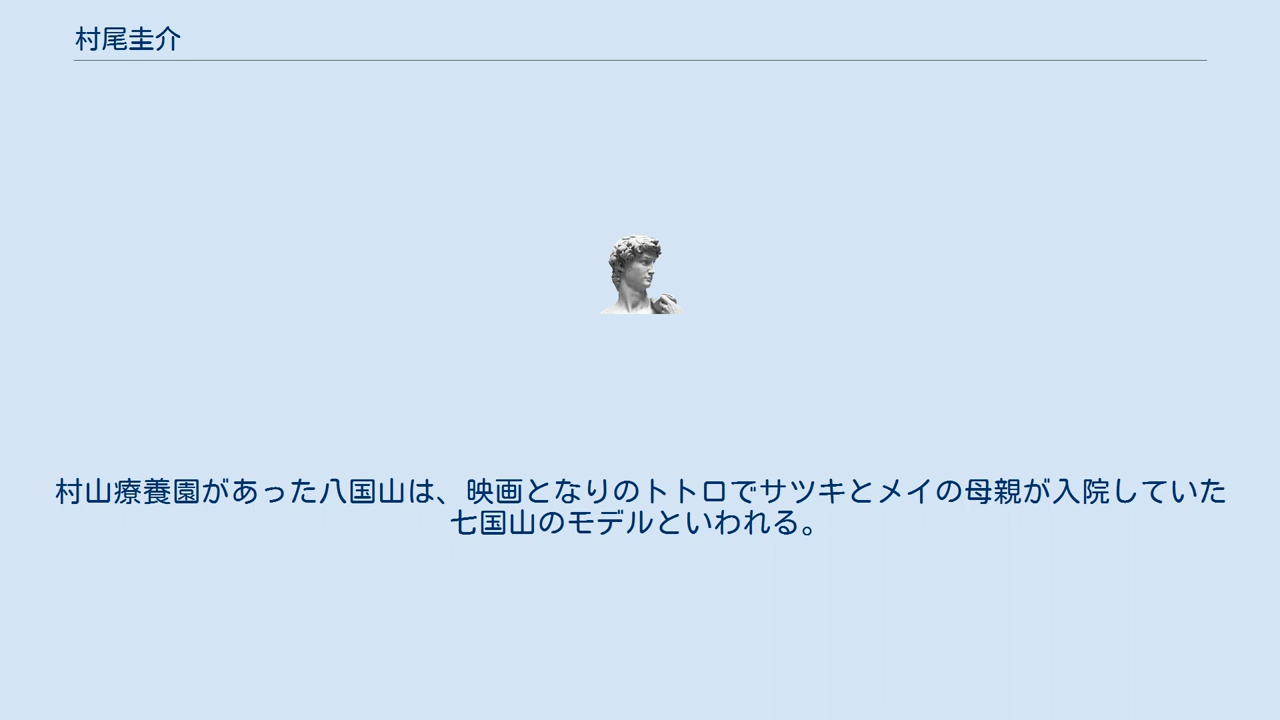 村尾圭介
村山療養園があった八国山は、映画となりのトトロでサツキとメイの母親が入院していた
七国山のモデルといわれる。